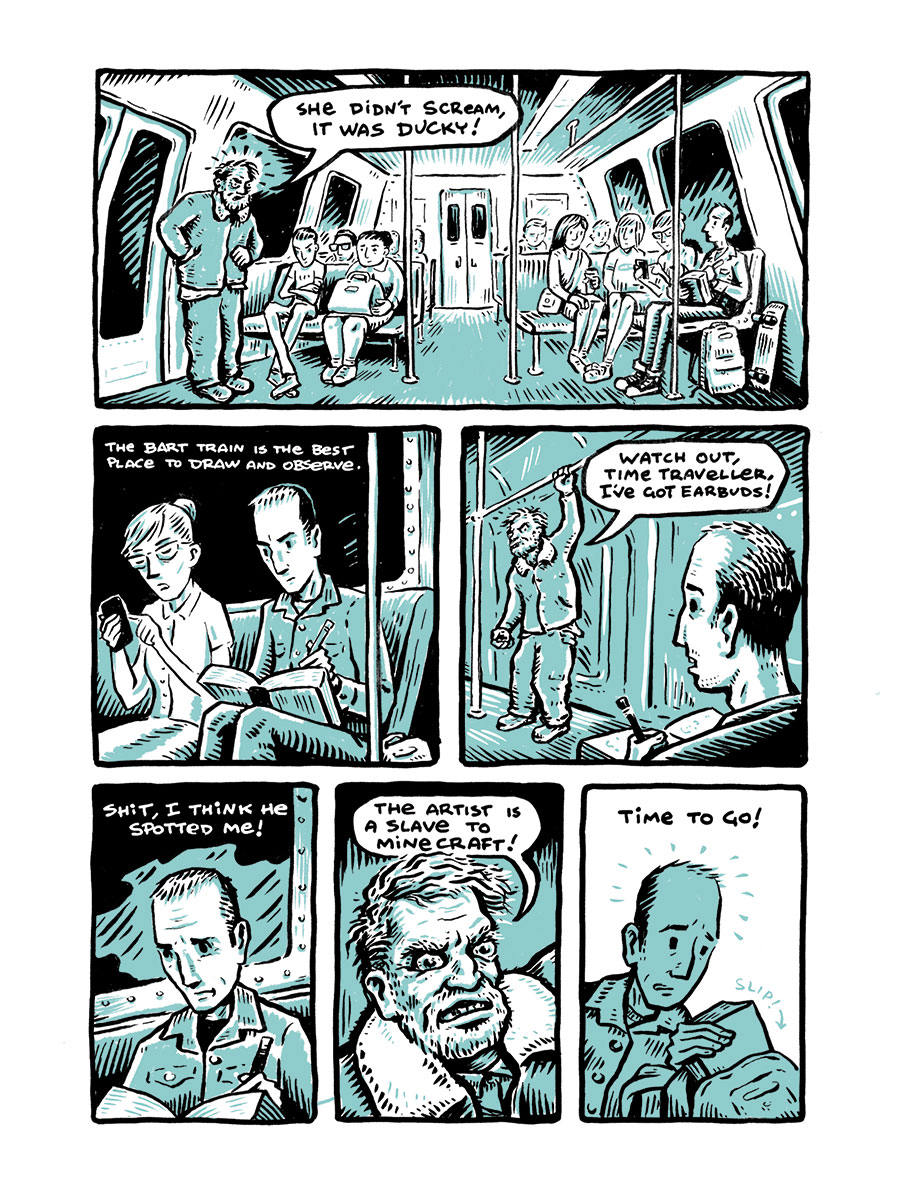 SHE DIDN'T SCREAM,
IT WAS DUCKY!
THE BART TRAIN IS THE BEST
PLACE TO DRAW AND OBSERVE.
WATCH OUT,
TIME TRAVELLER,
I'VE GOT EARBUDS!
SHIT, I THINK HE
SPOTTED ME!
THE ARTIST IS
A SLAVE TO
MINECRAFT!
TIME TO GO!
SLIP!